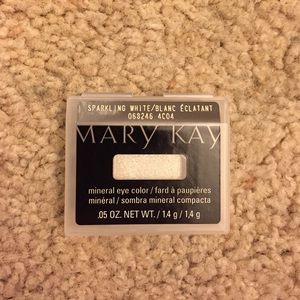 SPARKLING WHITE/BLANC ÉCLATANT
068246 4C04
MARY KAY
mineral eye color / fard à paupières
minéral / sombra mineral compacta
.05 OZ. NET WT. / 1.4 g / 1,4 g